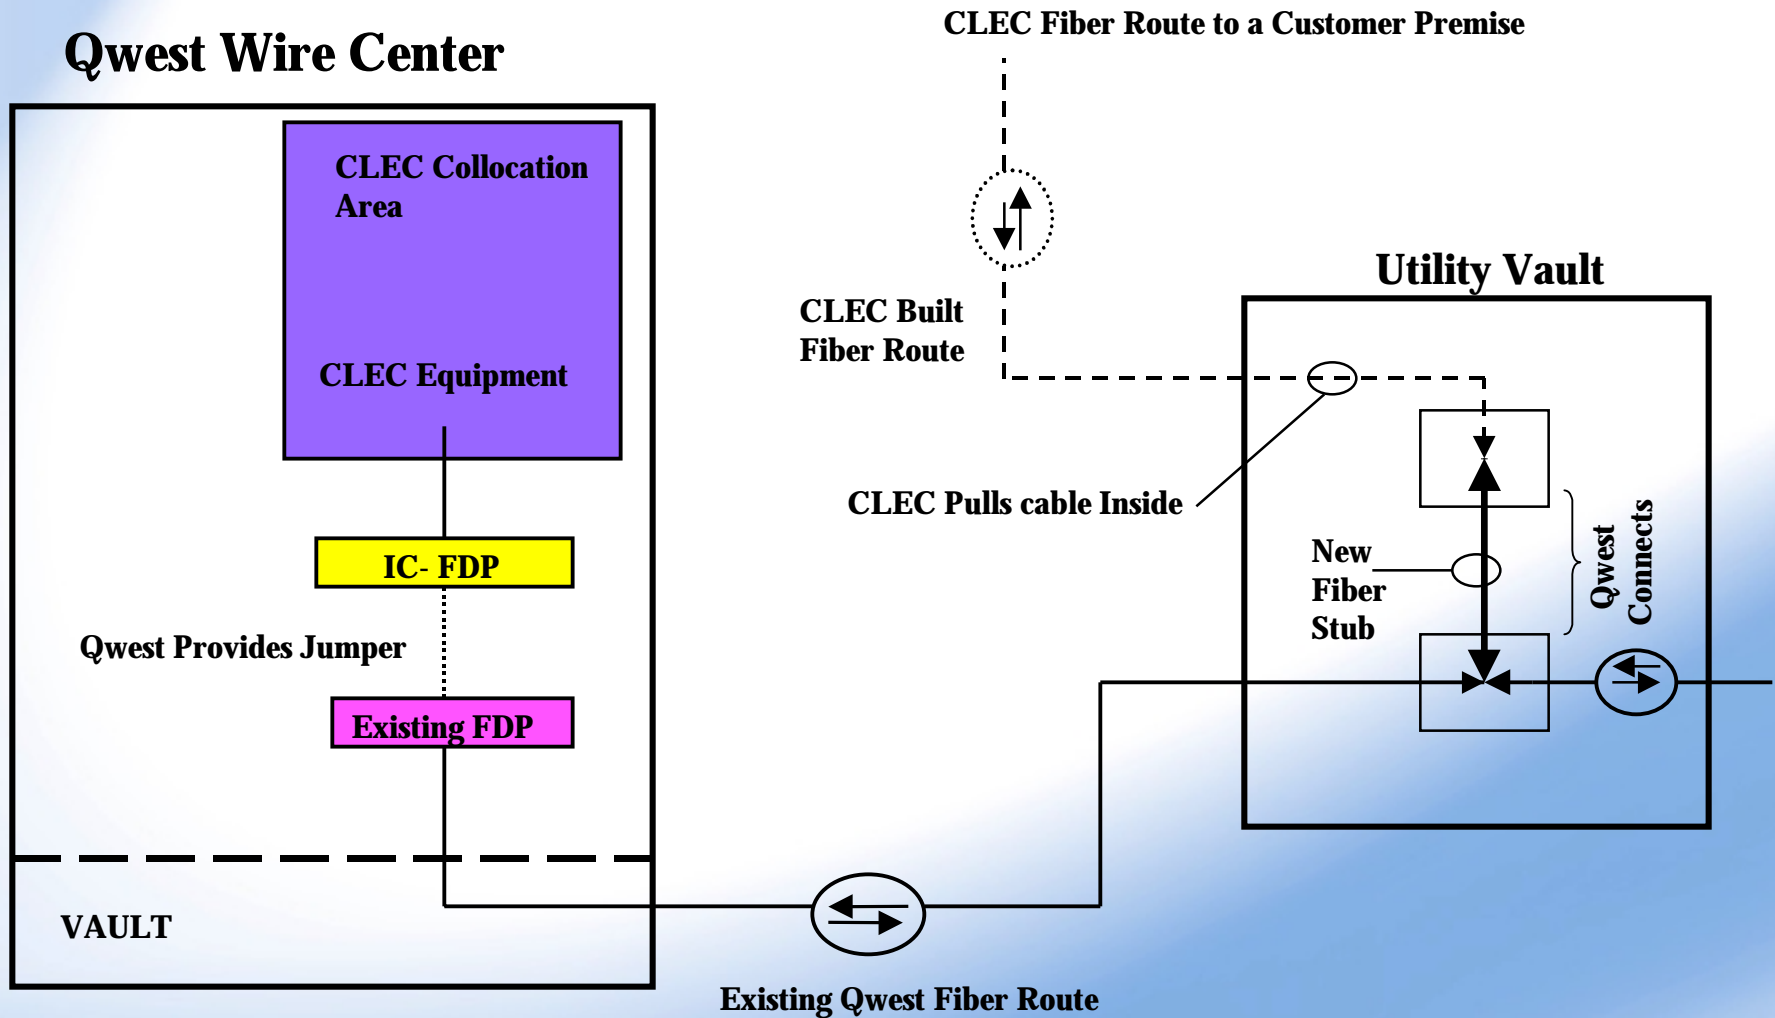 CLEC Fiber Route to a Customer Premise
Qwest Wire Center
CLEC Collocation
Area
CLEC Equipment
IC- FDP
Qwest Provides Jumper
Existing FDP
VAULT
CLEC Built
Fiber Route
Utility Vault
CLEC Pulls cable Inside
New
Fiber
Stub
Qwest
Connects
Existing Qwest Fiber Route